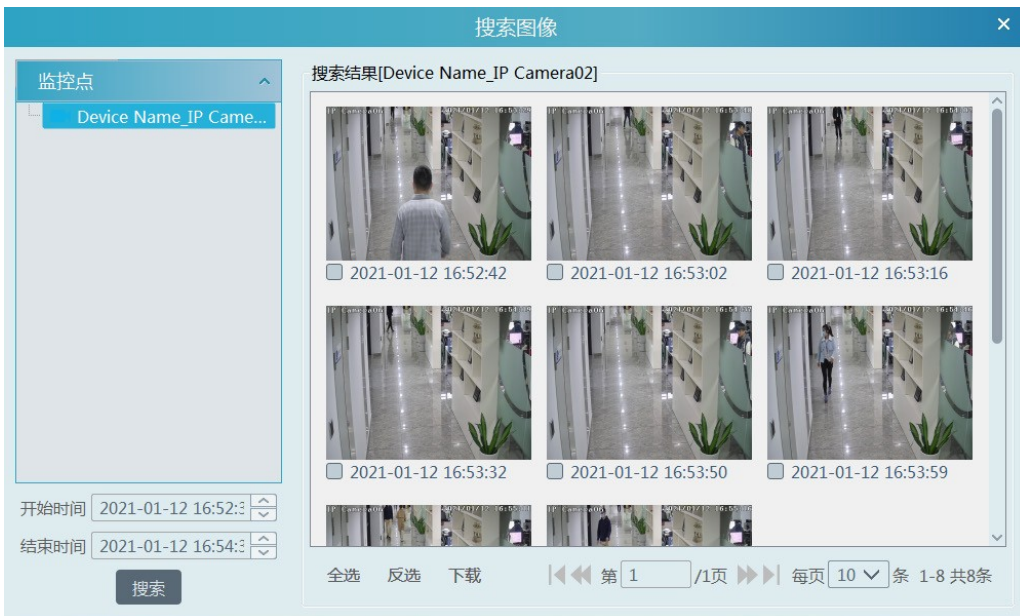 搜索图像
监控点
Device Name_IP Came...
开始时间 2021-01-12 16:52:3
结束时间 2021-01-12 16:54:3
搜索
搜索结果[Device Name_IP Camera02]
2021-01-12 16:52:42
2021-01-12 16:53:02
2021-01-12 16:53:16
2021-01-12 16:53:32
2021-01-12 16:53:50
2021-01-12 16:53:59
全选 反选 下载 第 1 /1页 每页 10 条 1-8 共8条